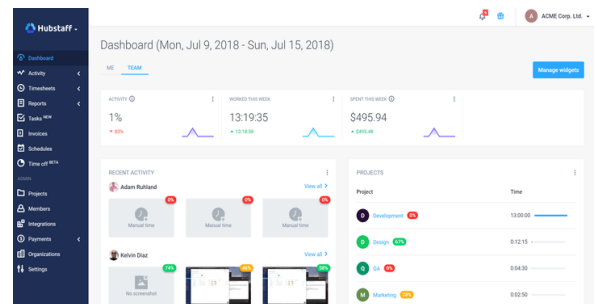 Hubstaff
ACME Corp. Ltd.
Dashboard (Mon, Jul 9, 2018 - Sun, Jul 15, 2018)
ME TEAM
Manage widgets
Dashboard
Activity
Timesheets
Reports
Tasks NEW
Invoices
Schedules
Time off BETA
ADMIN
Projects
Members
Integrations
Payments
Organizations
Settings
ACTIVITY
1%
83%
WORKED THIS WEEK
13:19:35
13:18:56
SPENT THIS WEEK
$495.94
$495.49
RECENT ACTIVITY
Adam Ruhland
View all >
0% 0% 0%
Manual time Manual time Manual time
Kelvin Diaz
View all >
74%
No screenshot
PROJECTS
Project Time
D Development 0% 13:00:00
D Design 67% 0:12:15
Q QA 0% 0:04:30
M Marketing 0:02:50